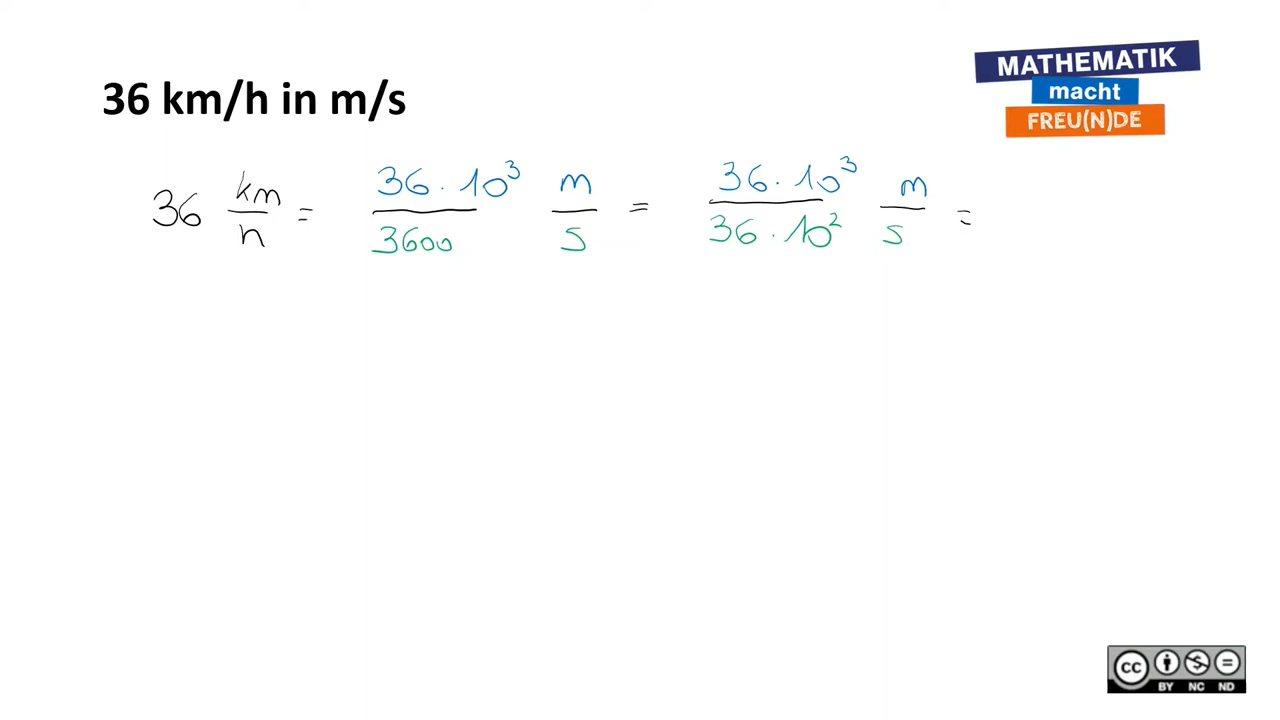 36 km/h in m/s
MATHEMATIK
macht
FREU(N)DE
36 km/h = 36 · 10³/3600 m/s = 36 · 10³/36 · 10² m/s =
cc BY NC ND